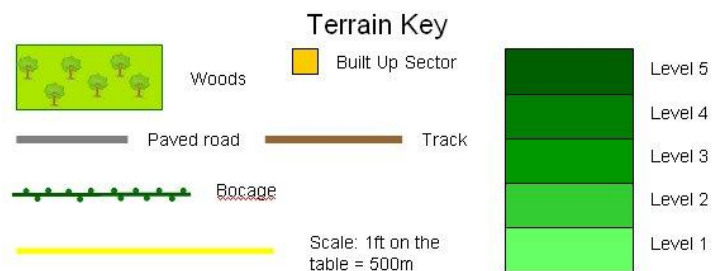 Terrain Key
Woods
Built Up Sector
Paved road
Track
Bocage
Scale: 1ft on the
table = 500m
Level 5
Level 4
Level 3
Level 2
Level 1